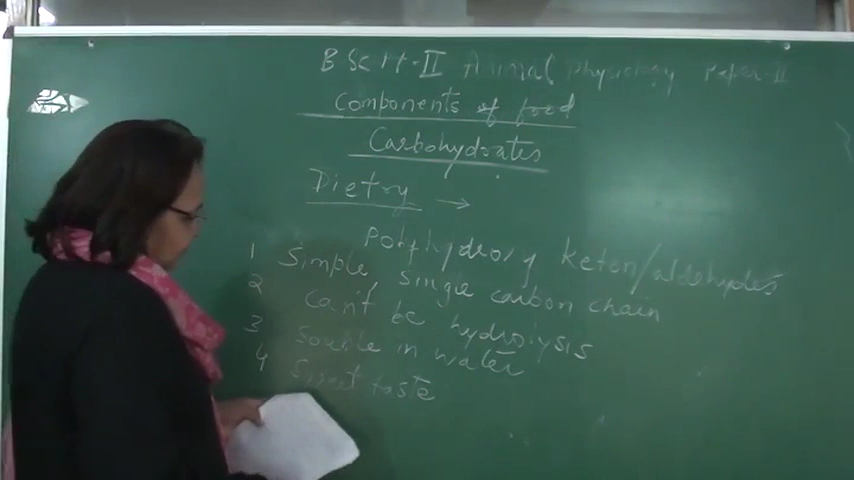 BSc H-II Animal physiology Paper-II
Components of food
Carbohydrates
Dietry →
Polyhydroxy keton/aldehydes
1 Simple, single carbon chain
2 Can't be hydrolysis
3 Souble in water
4 Sweet taste